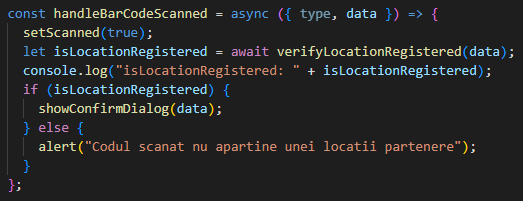 const handleBarCodeScanned = async ({ type, data }) => {
  setScanned(true);
  let isLocationRegistered = await verifyLocationRegistered(data);
  console.log("isLocationRegistered: " + isLocationRegistered);
  if (isLocationRegistered) {
    showConfirmDialog(data);
  } else {
    alert("Codul scanat nu apartine unei locatii partenere");
  }
};